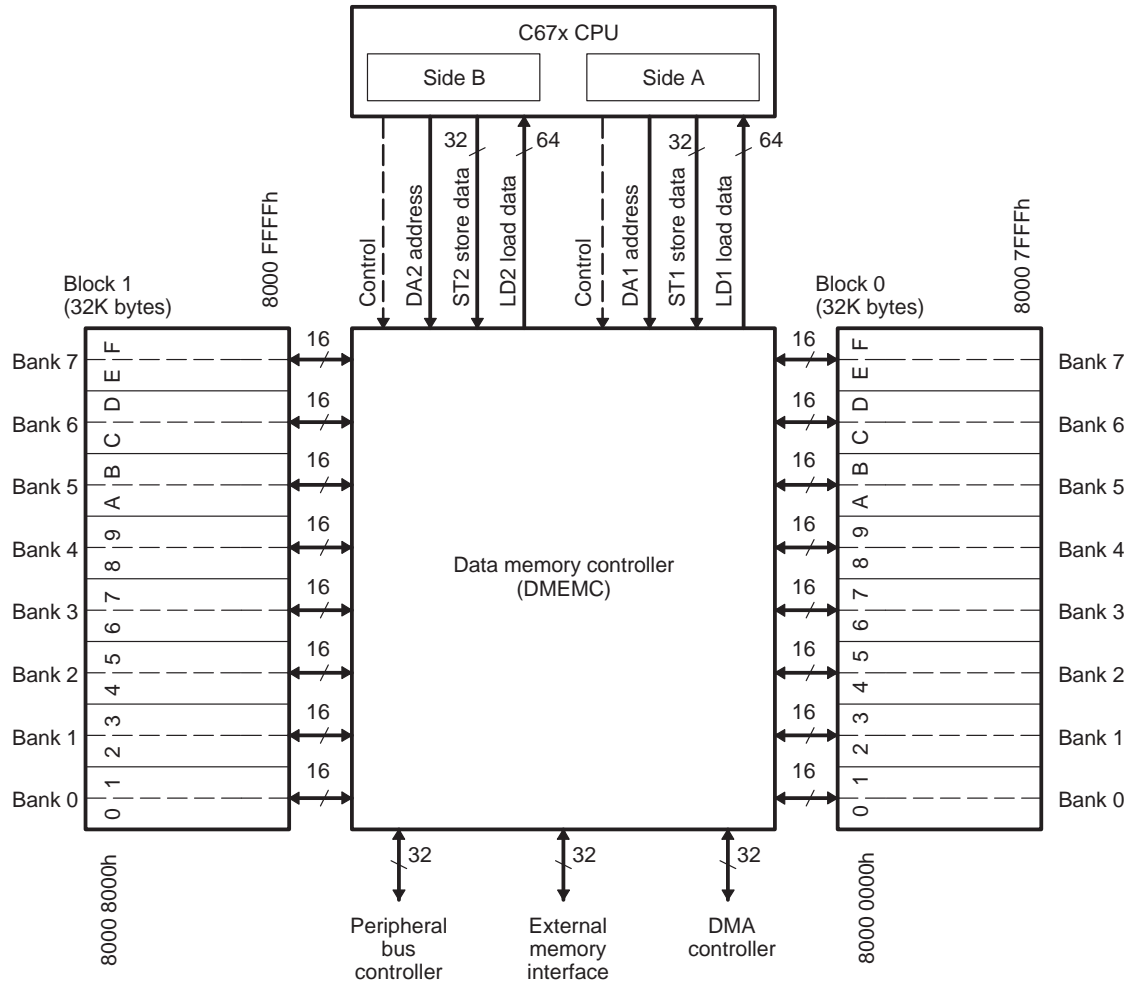 C67x CPU
Side B
Side A
32
64
32
64
Control
DA2 address
ST2 store data
LD2 load data
Control
DA1 address
ST1 store data
LD1 load data
8000 FFFFh
8000 7FFFh
Block 1
(32K bytes)
Block 0
(32K bytes)
Bank 7
E F
16
16
E F
Bank 7
Bank 6
C D
16
16
C D
Bank 6
Bank 5
A B
16
16
A B
Bank 5
Bank 4
8 9
16
16
8 9
Bank 4
Data memory controller
(DMEMC)
Bank 3
6 7
16
16
6 7
Bank 3
Bank 2
4 5
16
16
4 5
Bank 2
Bank 1
2 3
16
16
2 3
Bank 1
Bank 0
0 1
16
16
0 1
Bank 0
8000 8000h
8000 0000h
32
32
32
Peripheral
bus
controller
External
memory
interface
DMA
controller